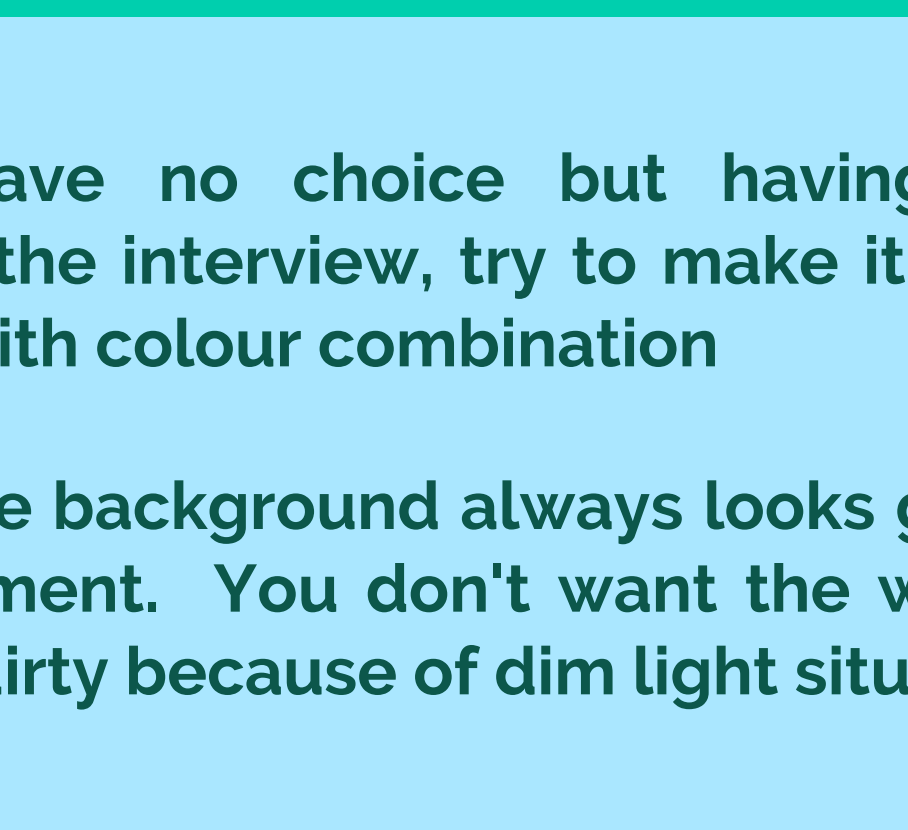 ave no choice but having
the interview, try to make it
ith colour combination
e background always looks g
ment. You don't want the w
irty because of dim light situ